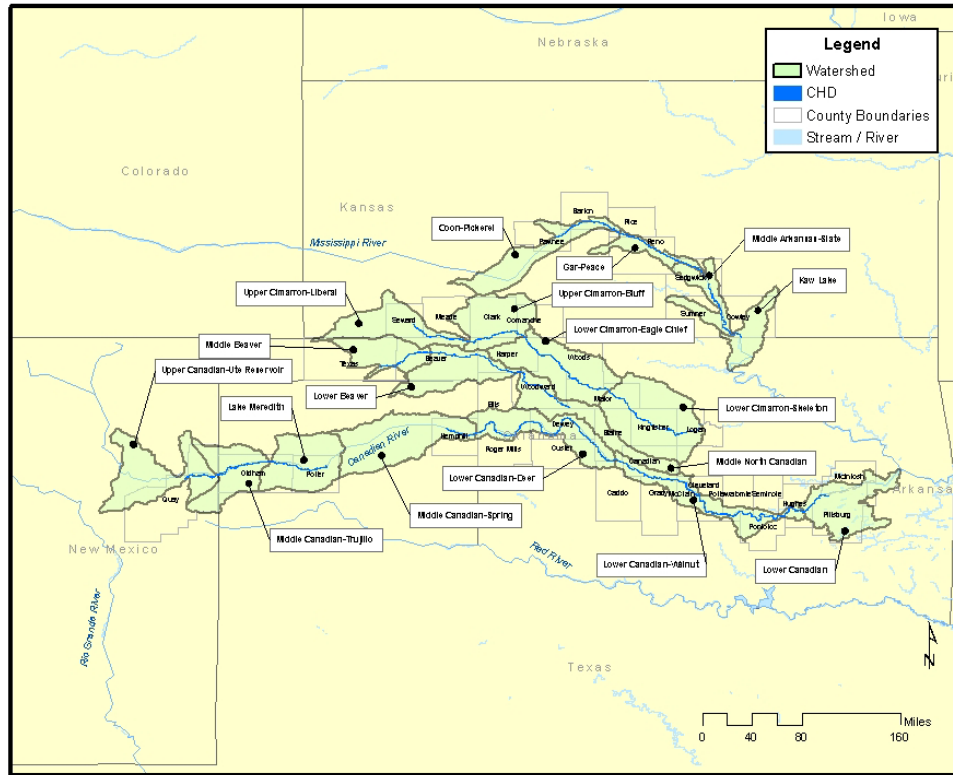 Iowa
Nebraska
Legend
Watershed
CHD
County Boundaries
Stream / River
uri
Colorado
Kansas
Mississippi River
Coon-Pickerel
Barton
Rice
Pawnee
Reno
Middle Arkansas-Slate
Gar-Peace
Sedgwick
Kaw Lake
Upper Cimarron-Liberal
Upper Cimarron-Bluff
Seward
Meade
Clark
Comanche
Sumner
Cowley
Lower Cimarron-Eagle Chief
Middle Beaver
Texas
Beaver
Harper
Woods
Upper Canadian-Ute Reservoir
Lower Beaver
Woodward
Major
Lake Meredith
Ellis
Lower Cimarron-Skeleton
Dewey
Blaine
Kingfisher
Logan
Oklahoma
Canadian River
Hemphill
Roger Mills
Custer
Canadian
Middle North Canadian
Oldham
Potter
Quay
Lower Canadian-Deer
Cleveland
McIntosh
Arkansas
Caddo
Grady
McClain
Pottawatomie
Seminole
Hughes
Pittsburg
Pontotoc
Middle Canadian-Spring
Middle Canadian-Trujillo
New Mexico
Red River
Lower Canadian-Walnut
Lower Canadian
Rio Grande River
Texas
N
Miles
0 40 80 160